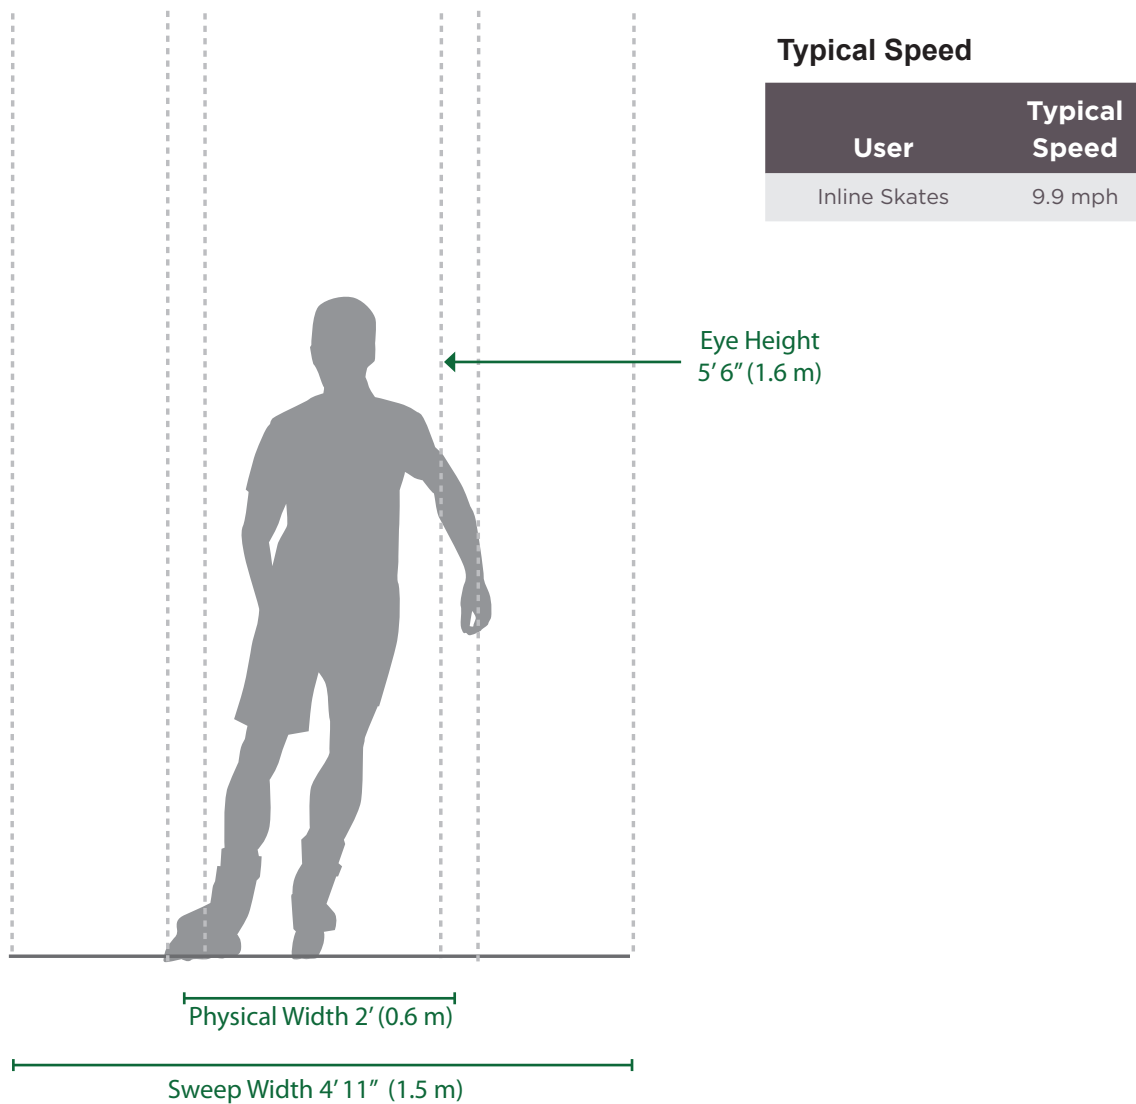 Typical Speed
User
Typical
Speed
Inline Skates 9.9 mph
Eye Height
5’ 6” (1.6 m)
Physical Width 2’ (0.6 m)
Sweep Width 4’ 11” (1.5 m)